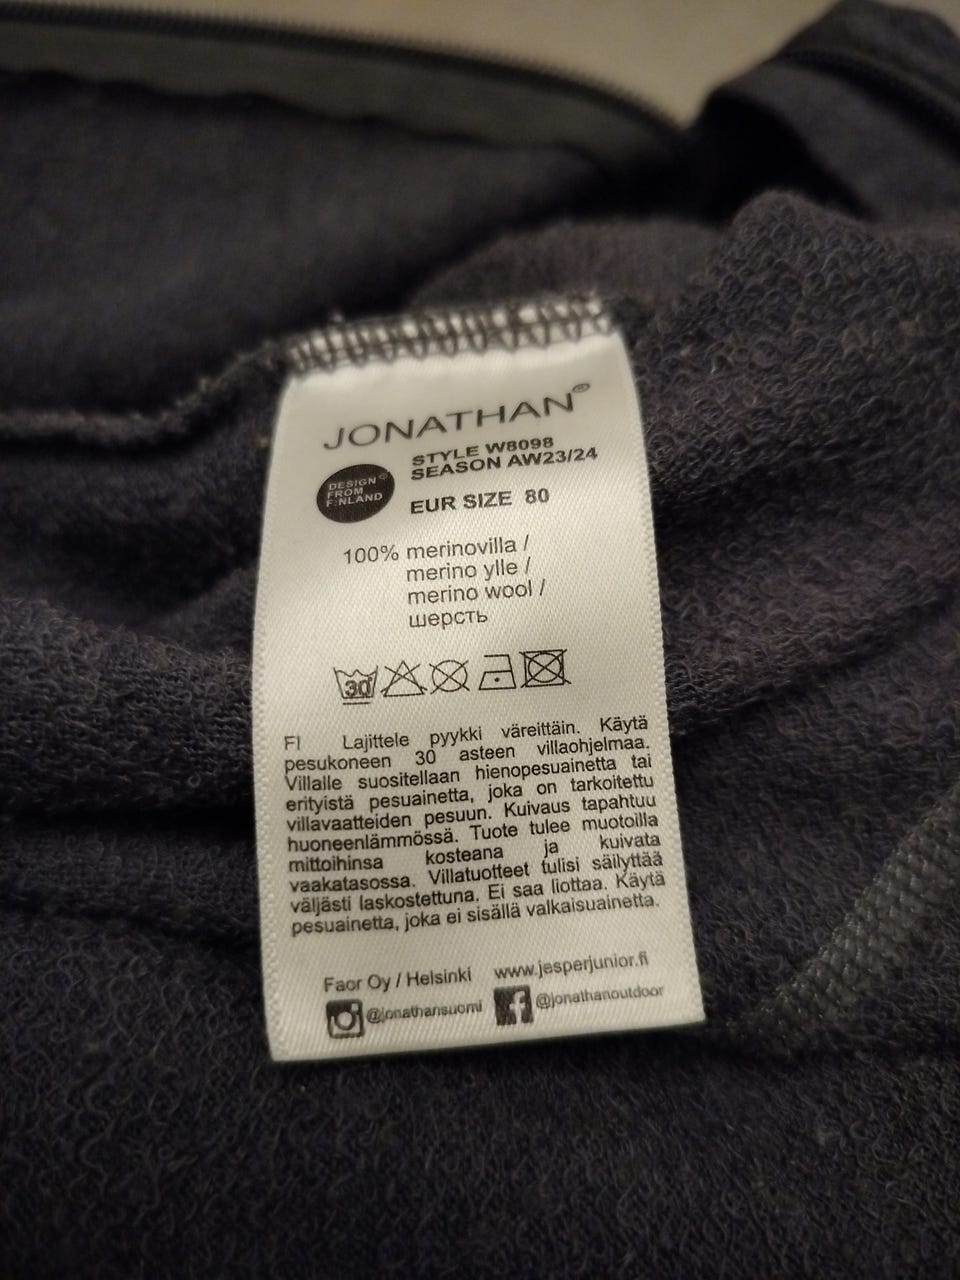 JONATHAN®
STYLE W8098
SEASON AW23/24
DESIGN
FROM
FINLAND
EUR SIZE 80
100% merinovilla /
merino ylle /
merino wool /
шерсть
30
FI Lajittele pyykki väreittäin. Käytä
pesukoneen 30 asteen villaohjelmaa.
Villalle suositellaan hienopesuainetta tai
erityistä pesuainetta, joka on tarkoitettu
villavaatteiden pesuun. Kuivaus tapahtuu
huoneenlämmössä. Tuote tulee muotoilla
mittoihinsa kosteana ja kuivata
vaakatasossa. Villatuotteet tulisi säilyttää
väljästi laskostettuna. Ei saa liottaa. Käytä
pesuainetta, joka ei sisällä valkaisuainetta.
Faor Oy / Helsinki www.jesperjunior.fi
@jonathansuomi @jonathanoutdoor